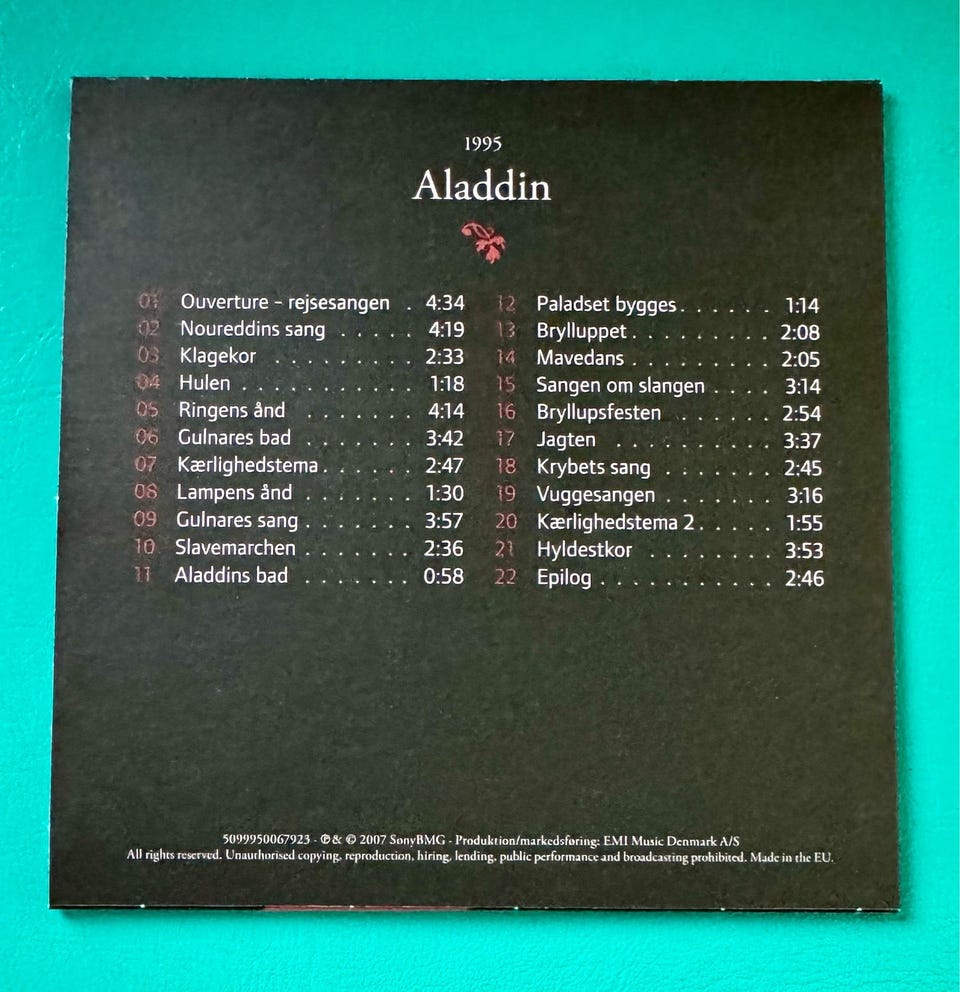 1995
Aladdin
01 Ouverture - rejsesangen . 4:34
02 Noureddins sang . . . . . 4:19
03 Klagekor . . . . . . . . . . 2:33
04 Hulen . . . . . . . . . . . . 1:18
05 Ringens ånd . . . . . . . 4:14
06 Gulnares bad . . . . . . . 3:42
07 Kærlighedstema . . . . . . 2:47
08 Lampens ånd . . . . . . . 1:30
09 Gulnares sang . . . . . . . 3:57
10 Slavemarchen . . . . . . . 2:36
11 Aladdins bad . . . . . . . 0:58
12 Paladset bygges . . . . . . 1:14
13 Brylluppet . . . . . . . . . 2:08
14 Mavedans . . . . . . . . . 2:05
15 Sangen om slangen . . . . 3:14
16 Bryllupsfesten . . . . . . 2:54
17 Jagten . . . . . . . . . . 3:37
18 Krybets sang . . . . . . . 2:45
19 Vuggesangen . . . . . . . 3:16
20 Kærlighedstema 2 . . . . . 1:55
21 Hyldestkor . . . . . . . . 3:53
22 Epilog . . . . . . . . . . . 2:46
5099950067923 - ℗ & © 2007 SonyBMG - Produktion/markedsføring: EMI Music Denmark A/S
All rights reserved. Unauthorised copying, reproduction, hiring, lending, public performance and broadcasting prohibited. Made in the EU.